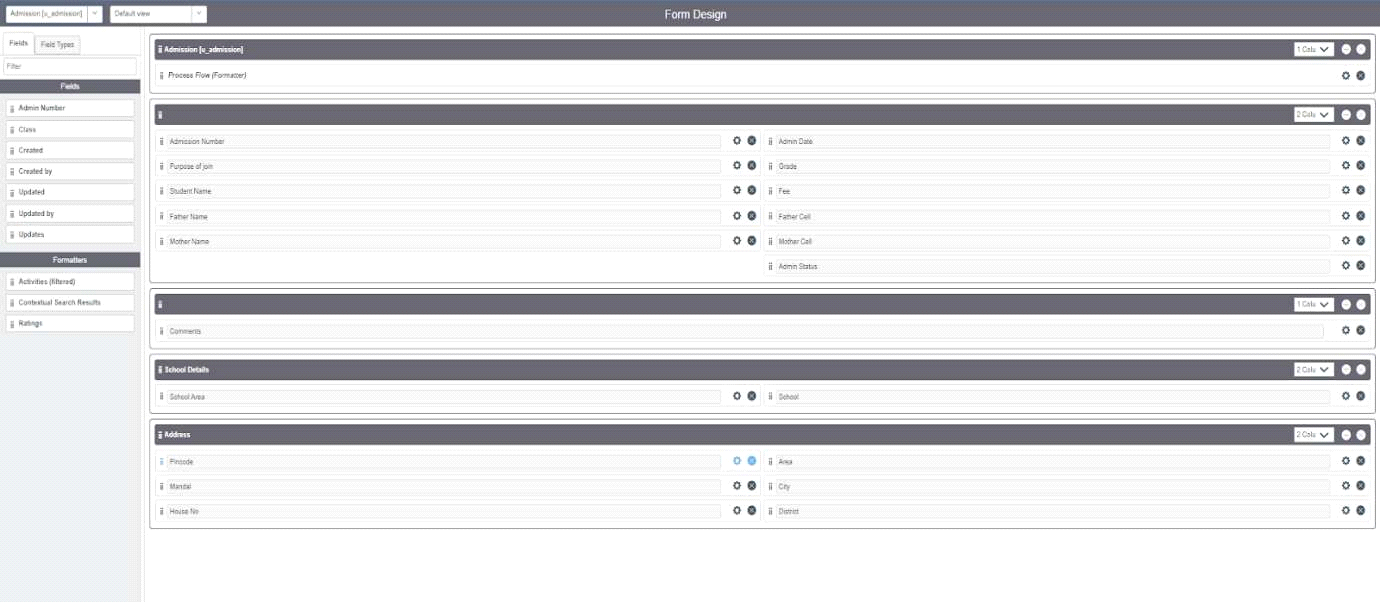 Admission [u_admission]
Default view
Form Design
Fields
Field Types
Filter
Fields
Admin Number
Class
Created
Created by
Updated
Updated by
Updates
Formatters
Activities (filtered)
Contextual Search Results
Ratings
Admission [u_admission]
1 Colu
Process Flow (Formatter)
2 Colu
Admission Number
Admin Date
Purpose of join
Grade
Student Name
Fee
Father Name
Father Cell
Mother Name
Mother Cell
Admin Status
1 Colu
Comments
School Details
2 Colu
School Area
School
Address
2 Colu
Pincode
Area
Mandal
City
House No
District